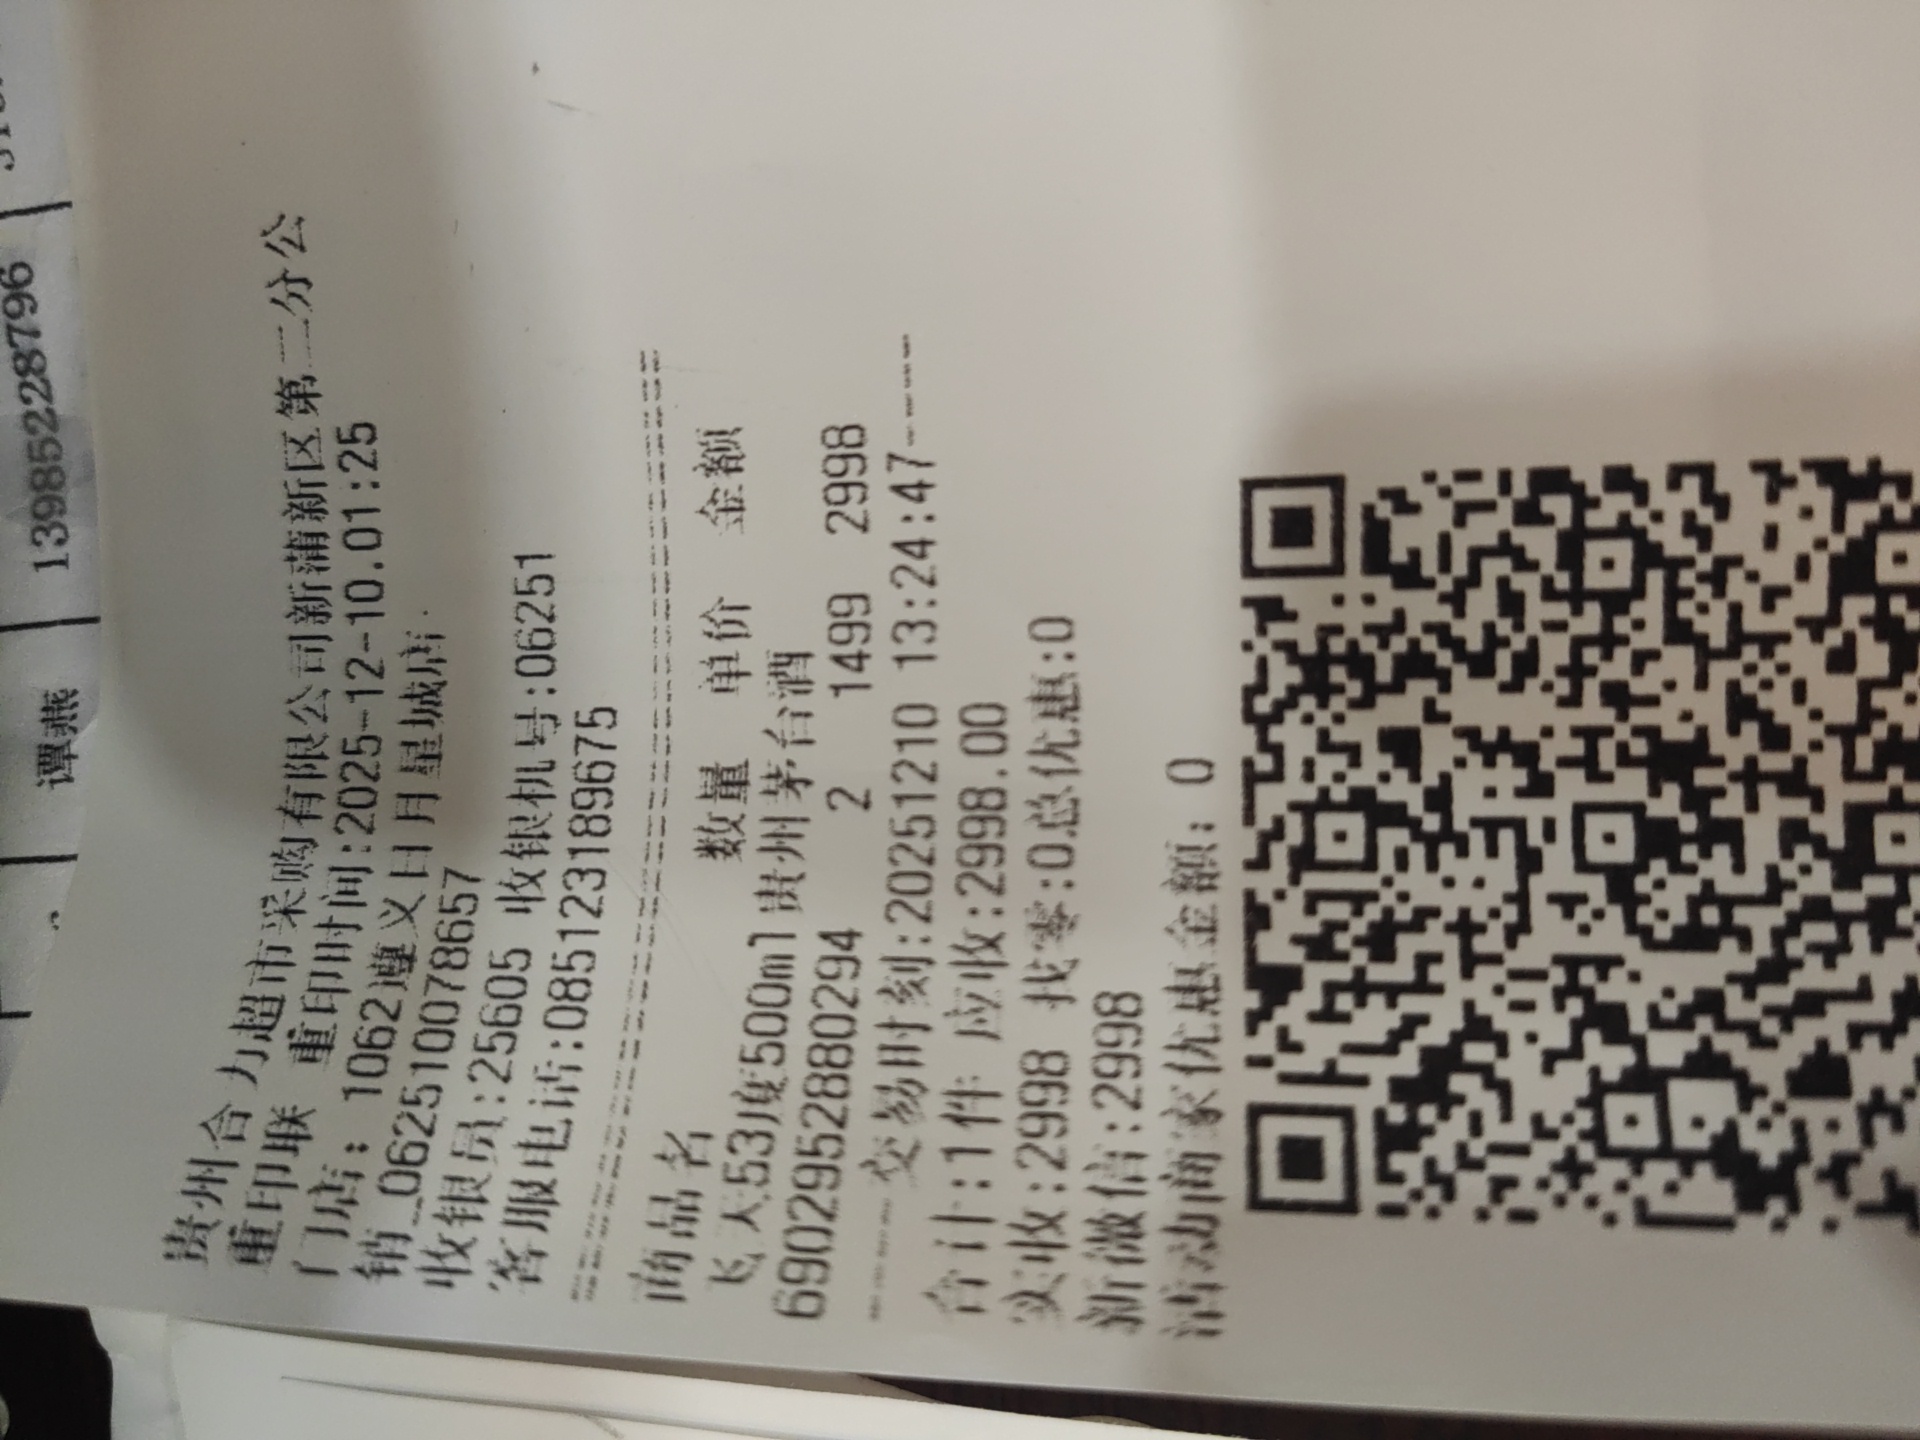 贵州合力超市采购有限公司新蒲新区第二分公
重印联 重印时间:2025-12-10.01:25
门店: 1062遵义日月星城店
销_062510078657
收银员:25605 收银机号:06251
客服电话:085123189675
商品名 数量 单价 金额
飞天53度500ml贵州茅台酒
6902952880294 2 1499 2998
交易时刻:20251210 13:24:47
合计:1件 应收:2998.00
实收:2998 找零:0总优惠:0
新微信:2998
活动商家优惠金额: 0
谭燕 13985228796